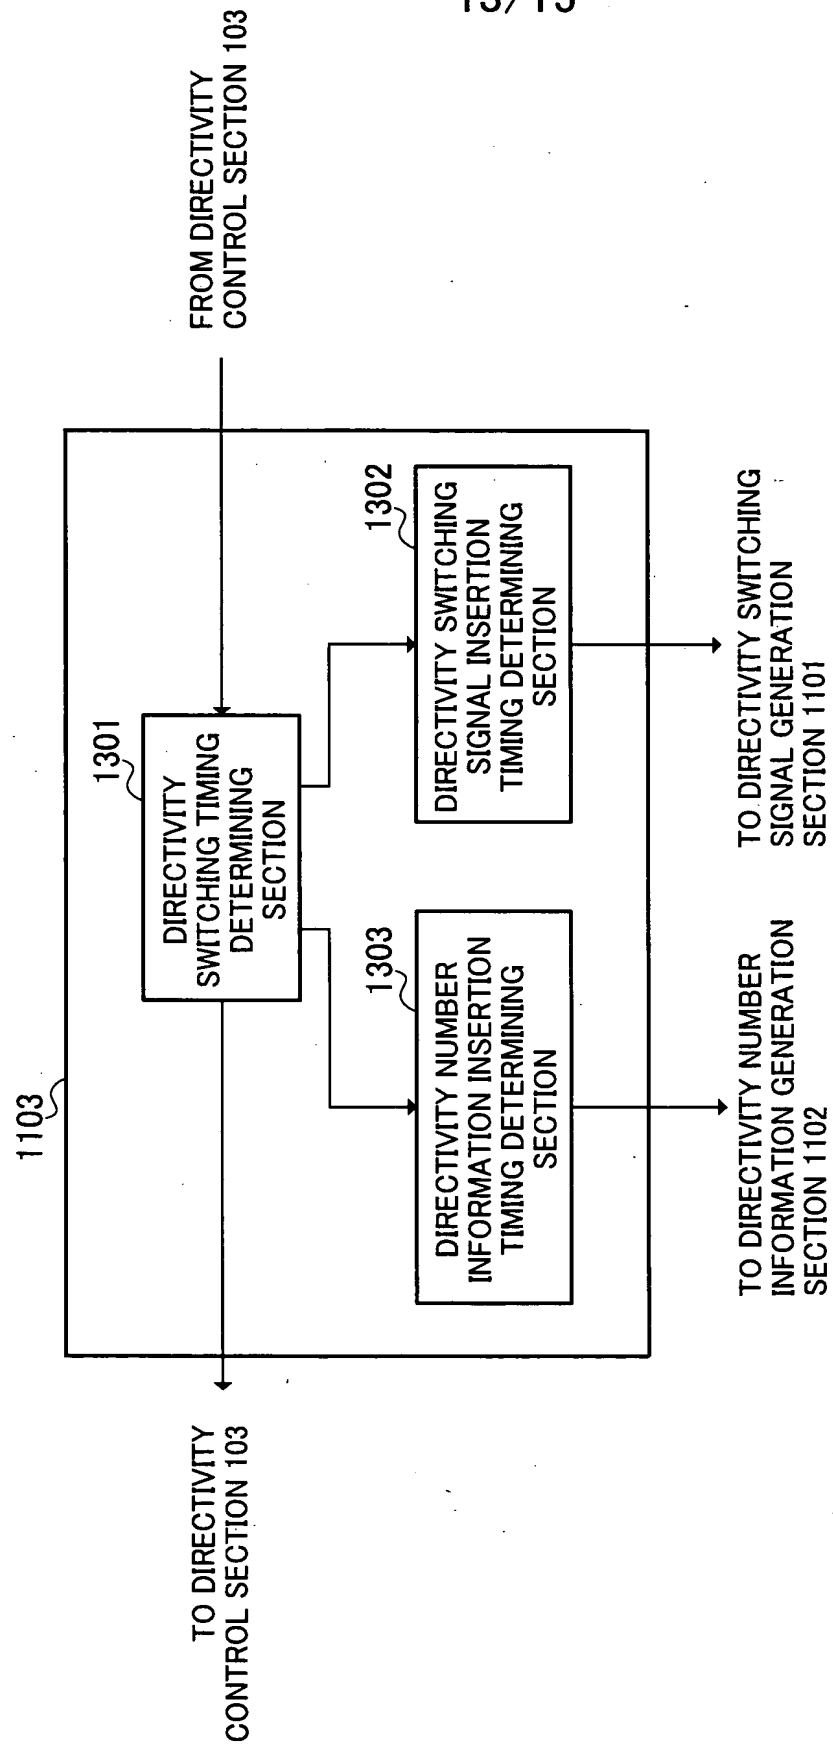 13/15
1103
FROM DIRECTIVITY
CONTROL SECTION 103
TO DIRECTIVITY
CONTROL SECTION 103
1301
DIRECTIVITY
SWITCHING TIMING
DETERMINING
SECTION
1303
DIRECTIVITY NUMBER
INFORMATION INSERTION
TIMING DETERMINING
SECTION
1302
DIRECTIVITY SWITCHING
SIGNAL INSERTION
TIMING DETERMINING
SECTION
TO DIRECTIVITY NUMBER
INFORMATION GENERATION
SECTION 1102
TO DIRECTIVITY SWITCHING
SIGNAL GENERATION
SECTION 1101